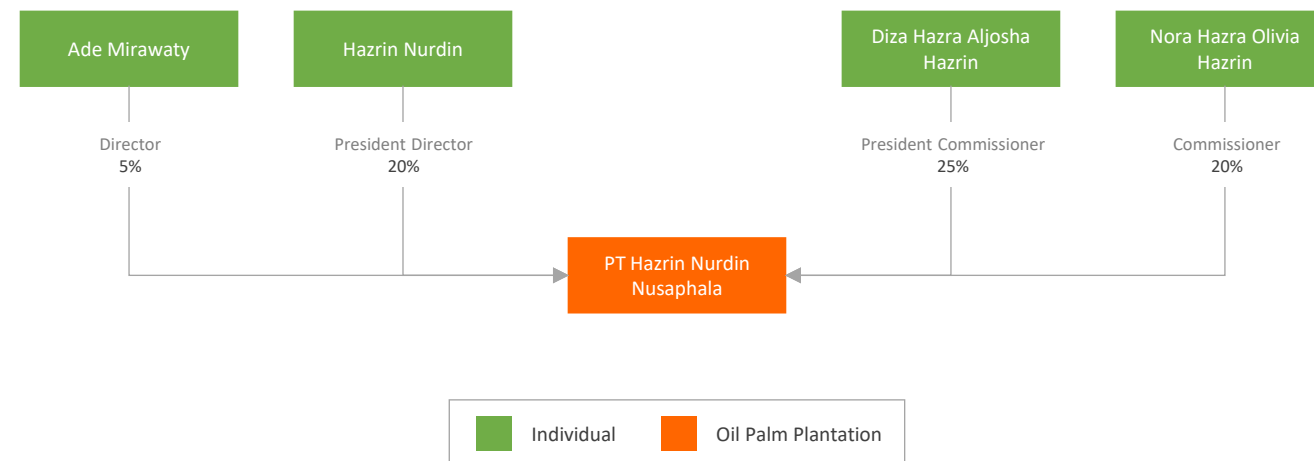 Ade Mirawaty
Hazrin Nurdin
Diza Hazra Aljosha
Hazrin
Nora Hazra Olivia
Hazrin
Director
5%
President Director
20%
President Commissioner
25%
Commissioner
20%
PT Hazrin Nurdin
Nusaphala
Individual
Oil Palm Plantation